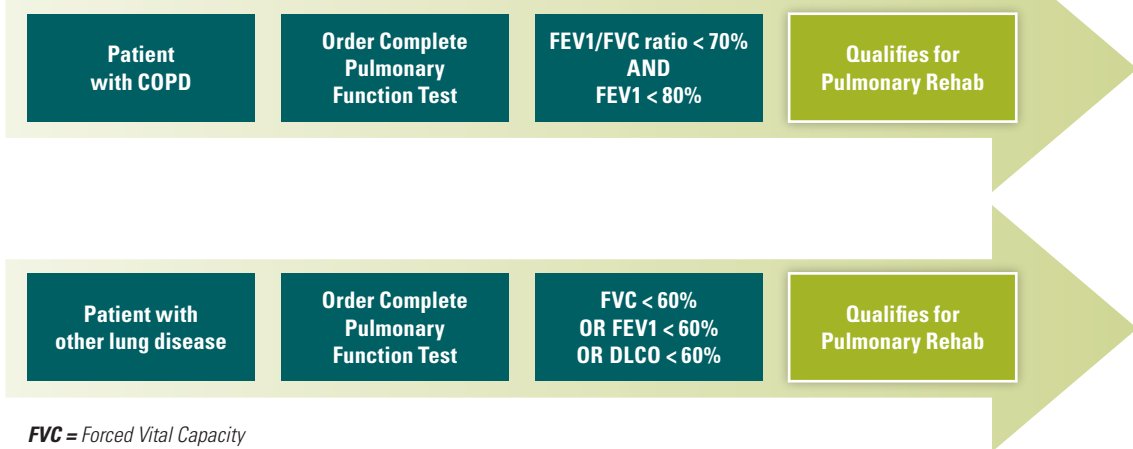 Patient
with COPD
Order Complete
Pulmonary
Function Test
FEV1/FVC ratio < 70%
AND
FEV1 < 80%
Qualifies for
Pulmonary Rehab
Patient with
other lung disease
Order Complete
Pulmonary
Function Test
FVC < 60%
OR FEV1 < 60%
OR DLCO < 60%
Qualifies for
Pulmonary Rehab
FVC = Forced Vital Capacity